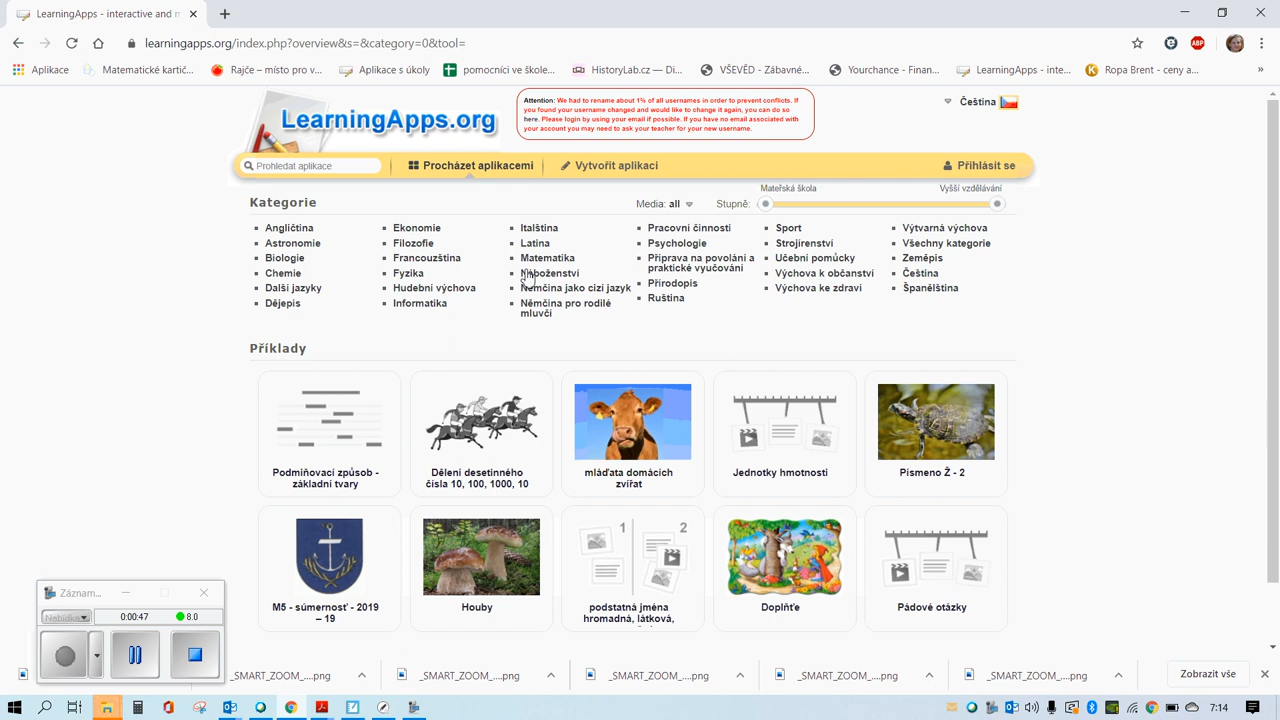 LearningApps - interactive and m
learningapps.org/index.php?overview&s=&category=0&tool=
Aplikace
Matematické kartič...
Rajče – místo pro v...
Aplikace s úkoly
pomocníci ve škole...
HistoryLab.cz — Di...
VŠEVĚD - Zábavné...
Yourchance - Finan...
LearningApps - inte...
Ropa Brent - ceny a...
ABP
LearningApps.org
Attention: We had to rename about 1% of all usernames in order to prevent conflicts. If
you found your username changed and would like to change it again, you can do so
here. Please login by using your email if possible. If you have no email associated with
your account you may need to ask your teacher for your new username.
Čeština
Prohledat aplikace
Procházet aplikacemi
Vytvořit aplikaci
Přihlásit se
Kategorie
Media: all
Stupně:
Mateřská škola
Vyšší vzdělávání
Angličtina
Astronomie
Biologie
Chemie
Další jazyky
Dějepis
Ekonomie
Filozofie
Francouzština
Fyzika
Hudební výchova
Informatika
Italština
Latina
Matematika
Náboženství
Němčina jako cizí jazyk
Němčina pro rodilé
mluvčí
Pracovní činnosti
Psychologie
Příprava na povolání a
praktické vyučování
Přírodopis
Ruština
Sport
Strojírenství
Učební pomůcky
Výchova k občanství
Výchova ke zdraví
Výtvarná výchova
Všechny kategorie
Zeměpis
Čeština
Španělština
Příklady
Podmiňovací způsob -
základní tvary
Dělení desetinného
čísla 10, 100, 1000, 10
mláďata domácích
zvířat
Jednotky hmotnosti
Písmeno Ž - 2
M5 - súmernosť - 2019
– 19
Houby
1
2
podstatná jména
hromadná, látková,
Doplňte
Pádové otázky
Záznam...
Nabídka
0:00:47
8.0
_SMART_ZOOM_....png
_SMART_ZOOM_....png
_SMART_ZOOM_....png
_SMART_ZOOM_....png
_SMART_ZOOM_....png
Zobrazit vše
7:14